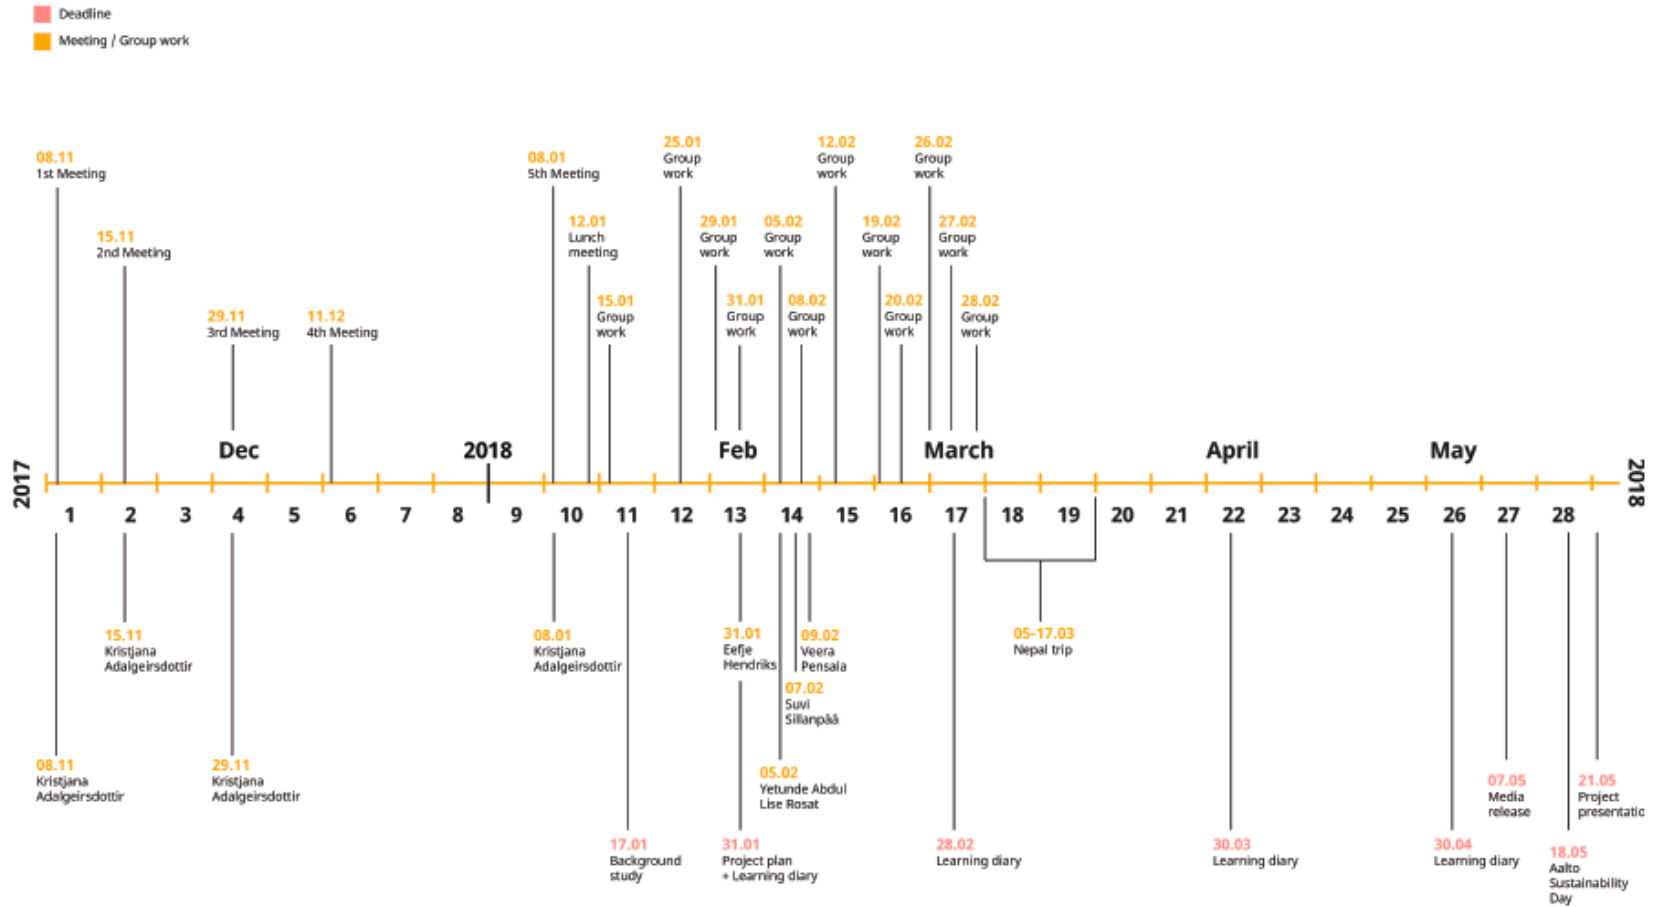 Deadline
Meeting / Group work
25.01
Group
work
12.02
Group
work
26.02
Group
work
08.11
1st Meeting
08.01
5th Meeting
15.11
2nd Meeting
12.01
Lunch
meeting
29.01
Group
work
05.02
Group
work
19.02
Group
work
27.02
Group
work
29.11
3rd Meeting
11.12
4th Meeting
15.01
Group
work
31.01
Group
work
08.02
Group
work
20.02
Group
work
28.02
Group
work
2017
Dec
2018
Feb
March
April
May
2018
1 2 3 4 5 6 7 8 9 10 11 12 13 14 15 16 17 18 19 20 21 22 23 24 25 26 27 28
15.11
Kristjana
Adalgeirsdottir
08.01
Kristjana
Adalgeirsdottir
31.01
Eefje
Hendriks
09.02
Veera
Pensala
05-17.03
Nepal trip
07.02
Suvi
Sillanpää
08.11
Kristjana
Adalgeirsdottir
29.11
Kristjana
Adalgeirsdottir
05.02
Yetunde Abdul
Lise Rosat
07.05
Media
release
21.05
Project
presentatio
17.01
Background
study
31.01
Project plan
+ Learning diary
28.02
Learning diary
30.03
Learning diary
30.04
Learning diary
18.05
Aalto
Sustainability
Day